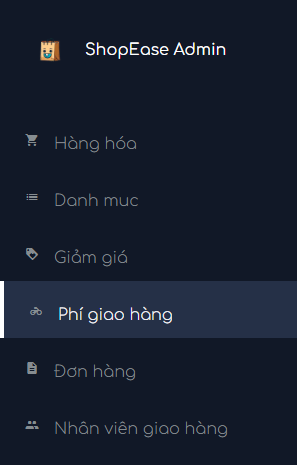 ShopEase Admin
Hàng hóa
Danh muc
Giảm giá
Phí giao hàng
Đơn hàng
Nhân viên giao hàng